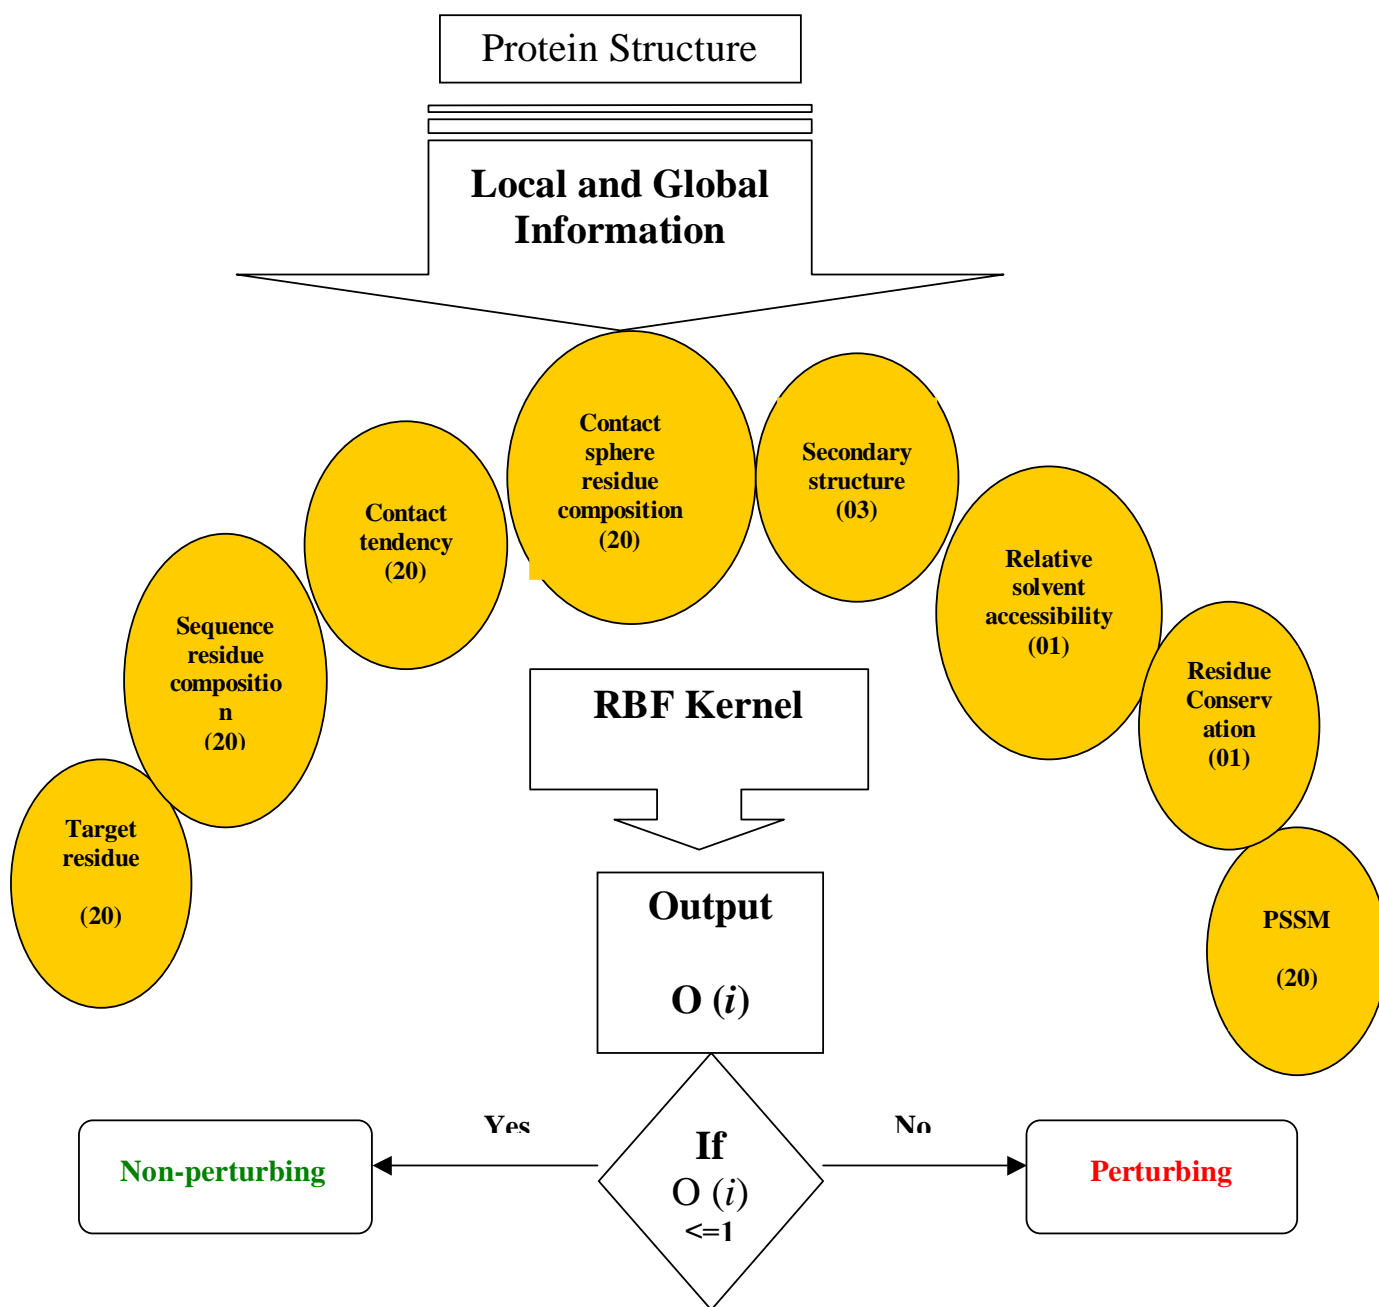 Protein Structure
Local and Global
Information
Contact
sphere
residue
composition
(20)
Secondary
structure
(03)
Contact
tendency
(20)
Relative
solvent
accessibility
(01)
Sequence
residue
compositio
n
(20)
Residue
Conserv
ation
(01)
RBF Kernel
Target
residue
(20)
PSSM
(20)
Output
O (i)
Yes
No
If
O (i)
<=1
Non-perturbing
Perturbing